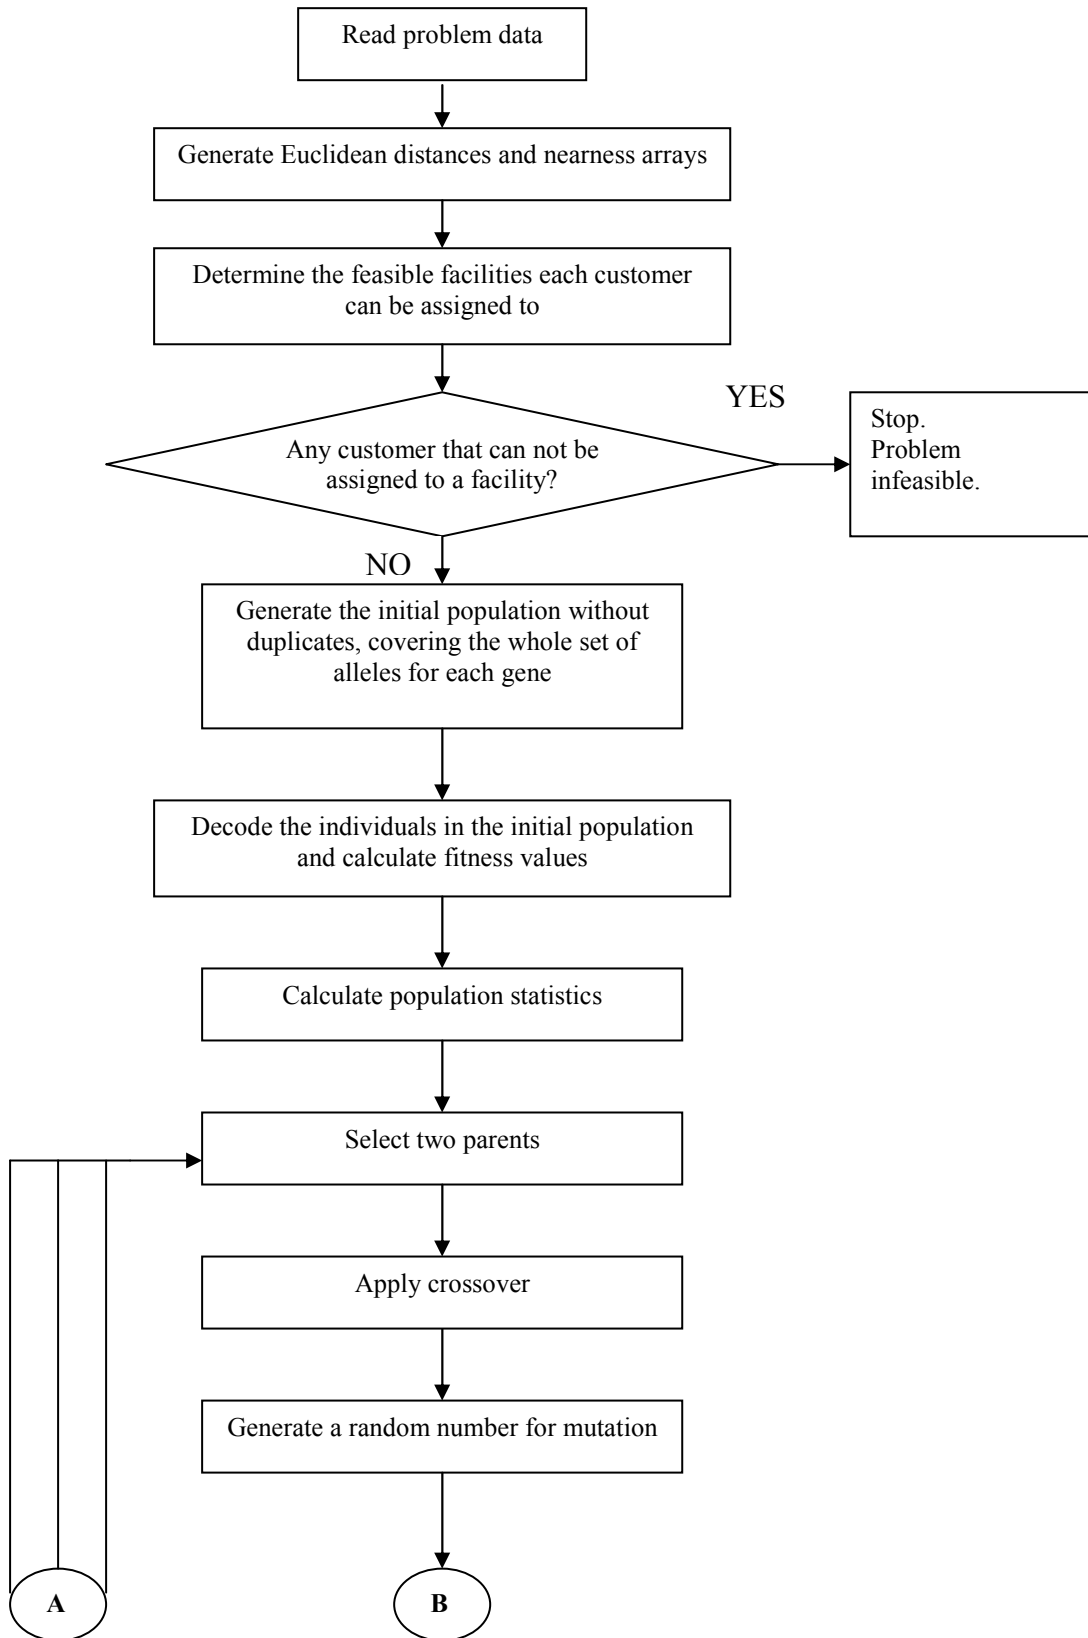 Read problem data
Generate Euclidean distances and nearness arrays
Determine the feasible facilities each customer
can be assigned to
YES
Any customer that can not be
assigned to a facility?
Stop.
Problem
infeasible.
NO
Generate the initial population without
duplicates, covering the whole set of
alleles for each gene
Decode the individuals in the initial population
and calculate fitness values
Calculate population statistics
Select two parents
Apply crossover
Generate a random number for mutation
A
B